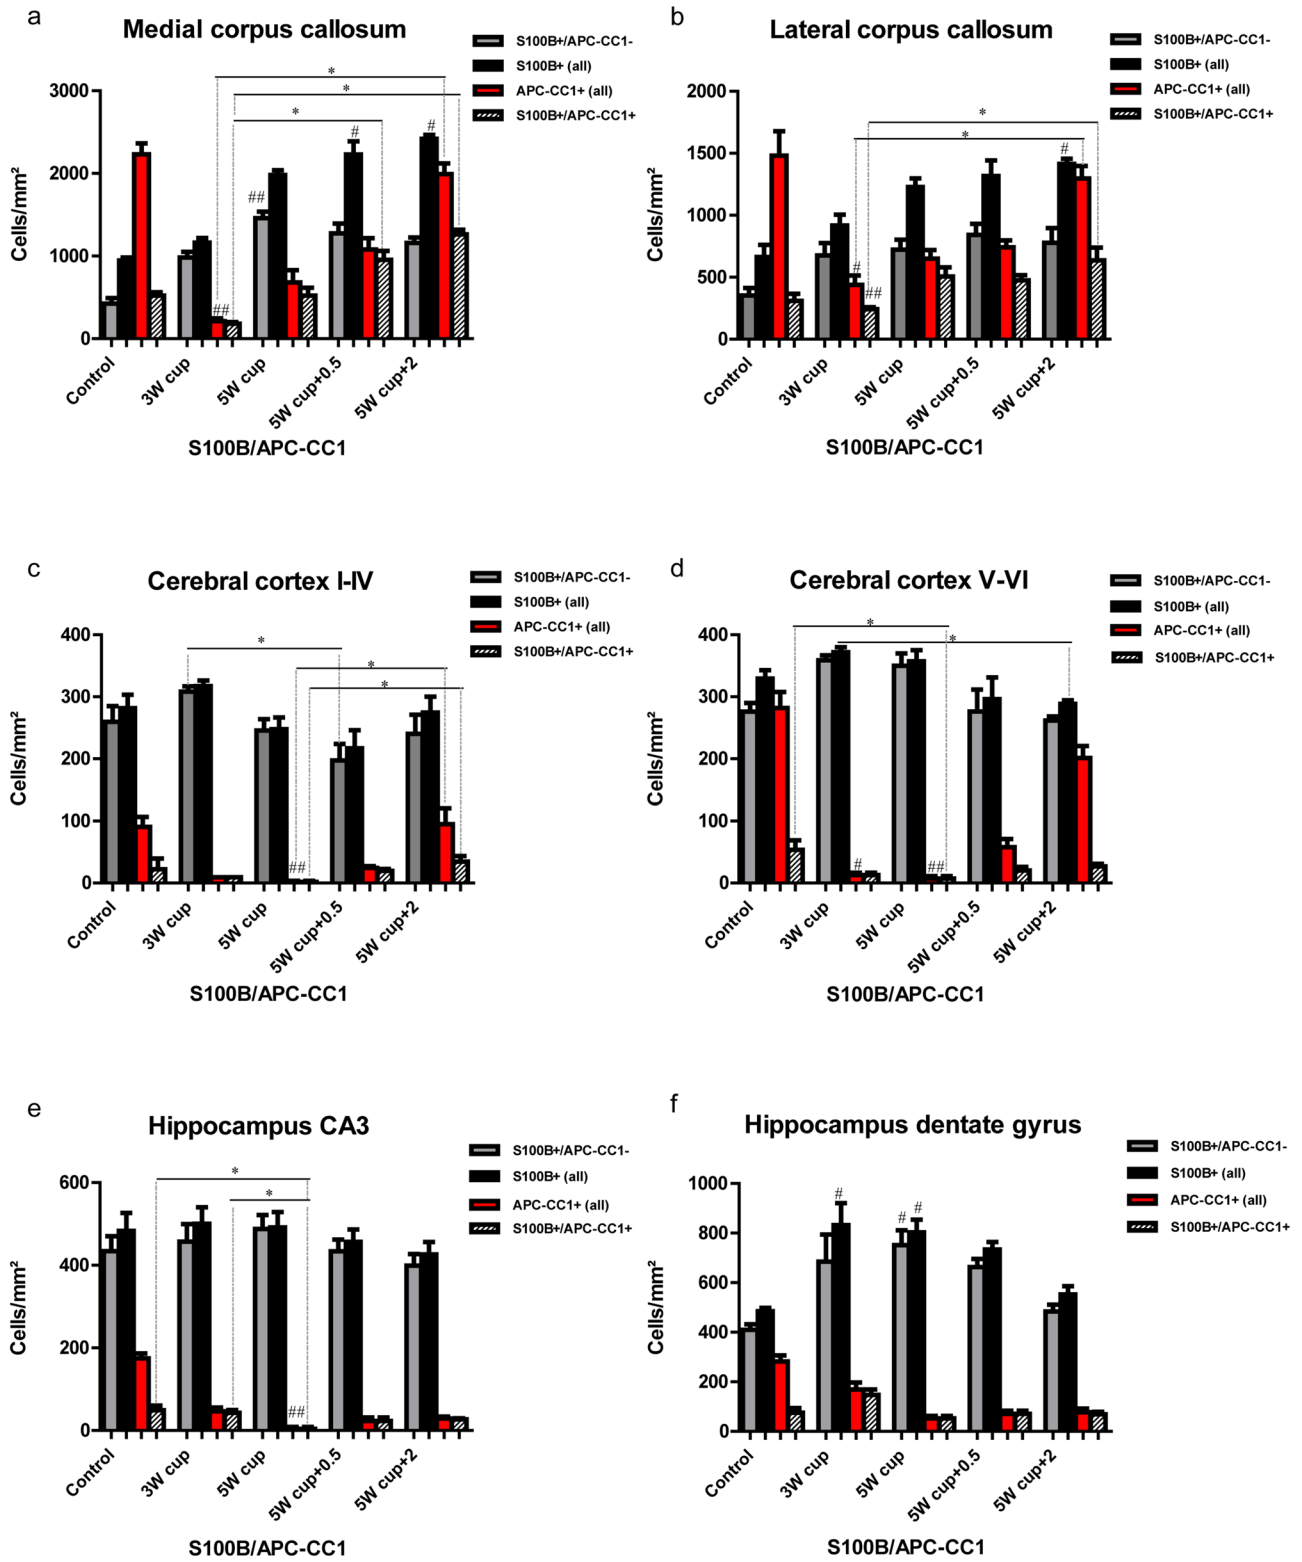 a
Medial corpus callosum
S100B+/APC-CC1-
S100B+ (all)
APC-CC1+ (all)
S100B+/APC-CC1+
Cells/mm²
3000
2000
1000
0
*
*
*
#
#
##
##
Control
3W cup
5W cup
5W cup+0.5
5W cup+2
S100B/APC-CC1
b
Lateral corpus callosum
S100B+/APC-CC1-
S100B+ (all)
APC-CC1+ (all)
S100B+/APC-CC1+
Cells/mm²
2000
1500
1000
500
0
*
*
#
#
##
Control
3W cup
5W cup
5W cup+0.5
5W cup+2
S100B/APC-CC1
c
Cerebral cortex I-IV
S100B+/APC-CC1-
S100B+ (all)
APC-CC1+ (all)
S100B+/APC-CC1+
Cells/mm²
400
300
200
100
0
*
*
*
##
Control
3W cup
5W cup
5W cup+0.5
5W cup+2
S100B/APC-CC1
d
Cerebral cortex V-VI
S100B+/APC-CC1-
S100B+ (all)
APC-CC1+ (all)
S100B+/APC-CC1+
Cells/mm²
400
300
200
100
0
*
*
#
##
Control
3W cup
5W cup
5W cup+0.5
5W cup+2
S100B/APC-CC1
e
Hippocampus CA3
S100B+/APC-CC1-
S100B+ (all)
APC-CC1+ (all)
S100B+/APC-CC1+
Cells/mm²
600
400
200
0
*
*
##
Control
3W cup
5W cup
5W cup+0.5
5W cup+2
S100B/APC-CC1
f
Hippocampus dentate gyrus
S100B+/APC-CC1-
S100B+ (all)
APC-CC1+ (all)
S100B+/APC-CC1+
Cells/mm²
1000
800
600
400
200
0
#
#
#
Control
3W cup
5W cup
5W cup+0.5
5W cup+2
S100B/APC-CC1